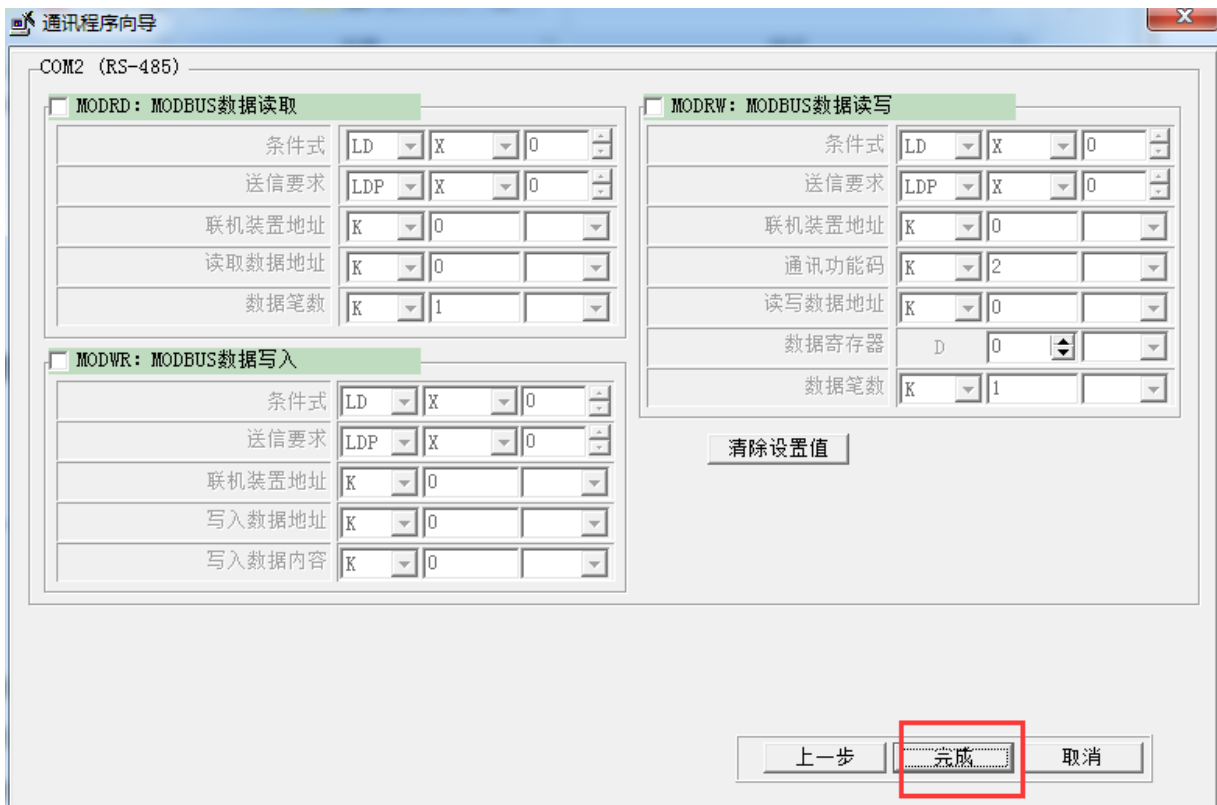 通讯程序向导
COM2 (RS-485)
MODRD: MODBUS数据读取
条件式 LD X 0
送信要求 LDP X 0
联机装置地址 K 0
读取数据地址 K 0
数据笔数 K 1
MODWR: MODBUS数据写入
条件式 LD X 0
送信要求 LDP X 0
联机装置地址 K 0
写入数据地址 K 0
写入数据内容 K 0
MODRW: MODBUS数据读写
条件式 LD X 0
送信要求 LDP X 0
联机装置地址 K 0
通讯功能码 K 2
读写数据地址 K 0
数据寄存器 D 0
数据笔数 K 1
清除设置值
上一步 完成 取消